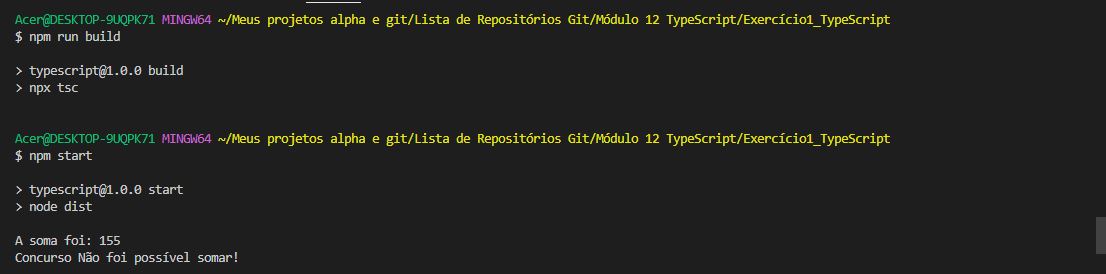 Acer@DESKTOP-9UQPK71 MINGW64 ~/Meus projetos alpha e git/Lista de Repositórios Git/Módulo 12 TypeScript/Exercício1_TypeScript
$ npm run build
> typescript@1.0.0 build
> npx tsc
Acer@DESKTOP-9UQPK71 MINGW64 ~/Meus projetos alpha e git/Lista de Repositórios Git/Módulo 12 TypeScript/Exercício1_TypeScript
$ npm start
> typescript@1.0.0 start
> node dist
A soma foi: 155
Concurso Não foi possível somar!